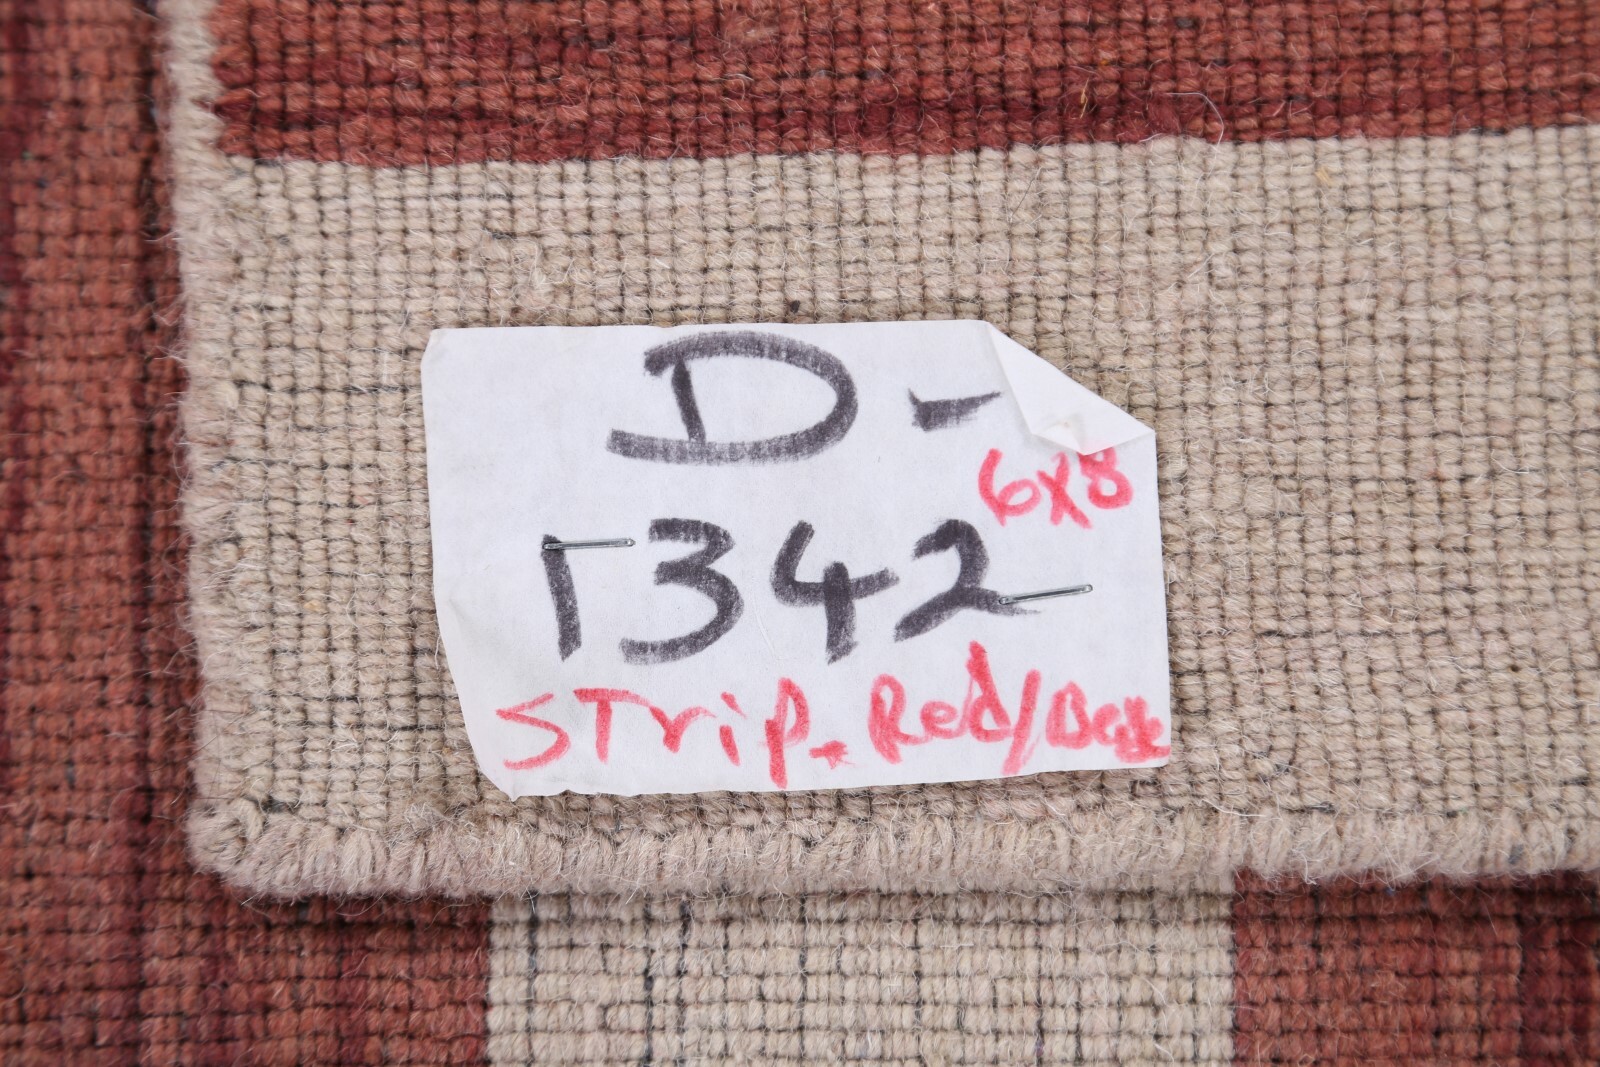 D-
6x8
1342
STrip. Red/